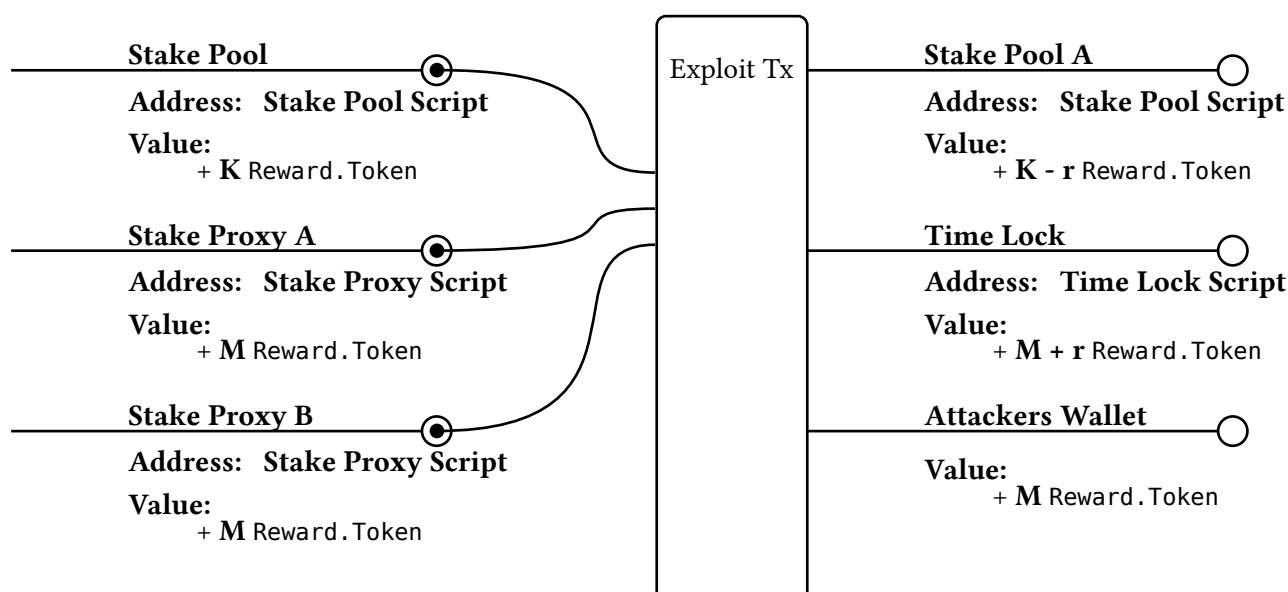 Stake Pool
Address: Stake Pool Script
Value:
+ K Reward.Token
Stake Proxy A
Address: Stake Proxy Script
Value:
+ M Reward.Token
Stake Proxy B
Address: Stake Proxy Script
Value:
+ M Reward.Token
Exploit Tx
Stake Pool A
Address: Stake Pool Script
Value:
+ K - r Reward.Token
Time Lock
Address: Time Lock Script
Value:
+ M + r Reward.Token
Attackers Wallet
Value:
+ M Reward.Token